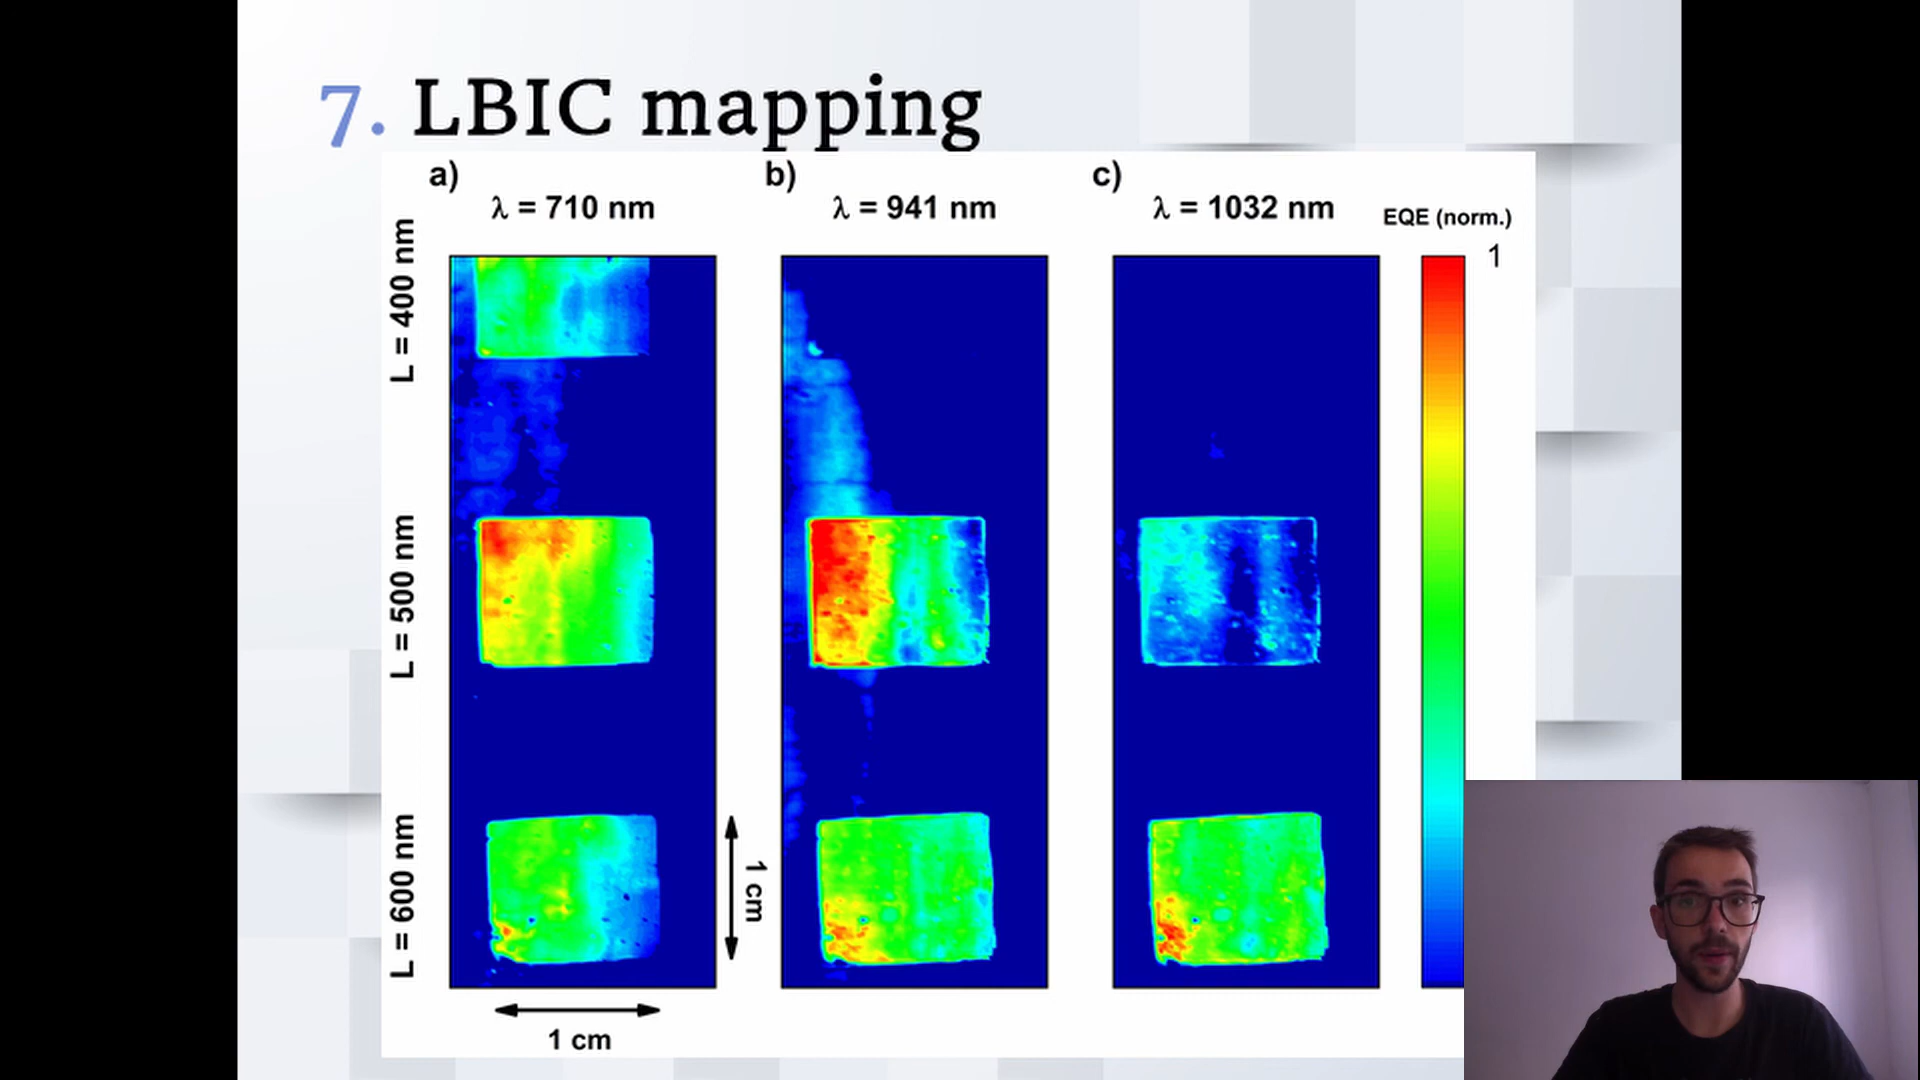 7. LBIC mapping
a)
λ = 710 nm
b)
λ = 941 nm
c)
λ = 1032 nm
EQE (norm.)
1
L = 400 nm
L = 500 nm
L = 600 nm
1 cm
1 cm